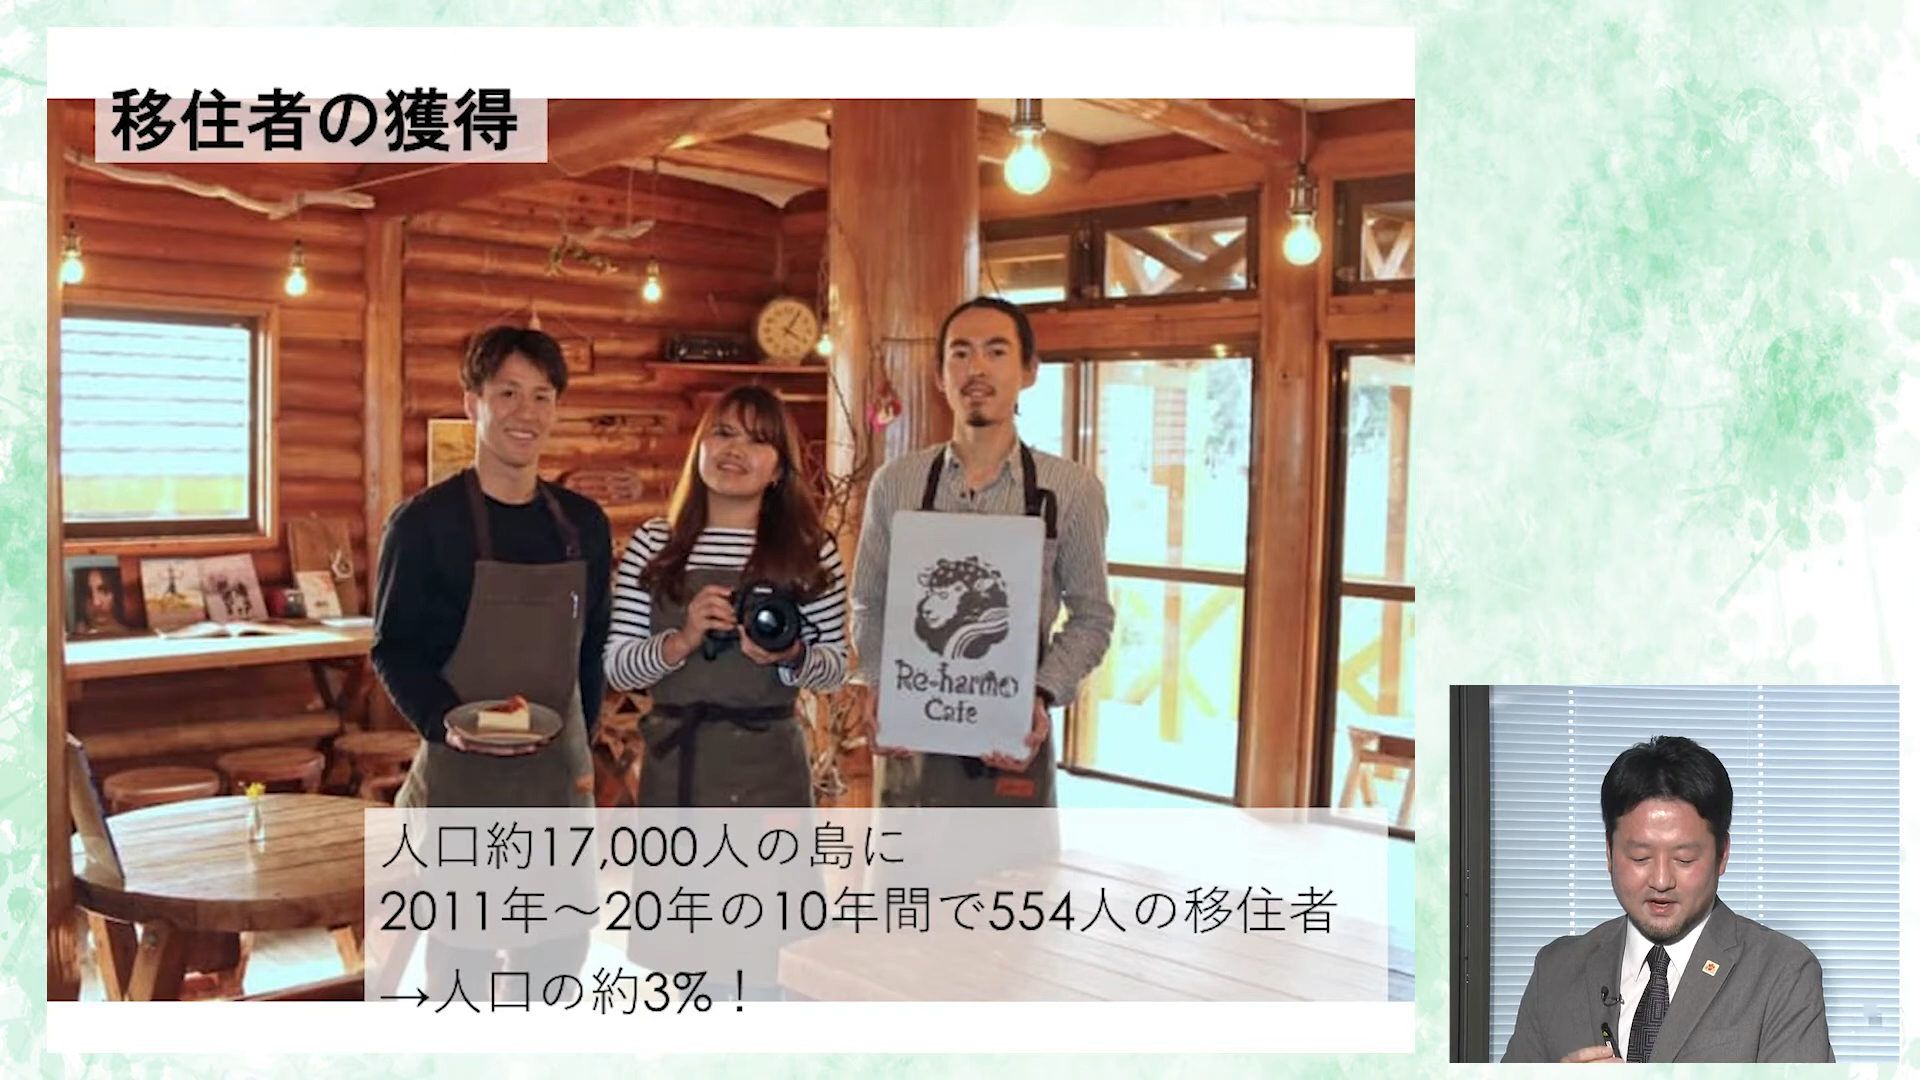 移住者の獲得
Re-harmo
Cafe
人口約17,000人の島に
2011年～20年の10年間で554人の移住者
→人口の約3%！